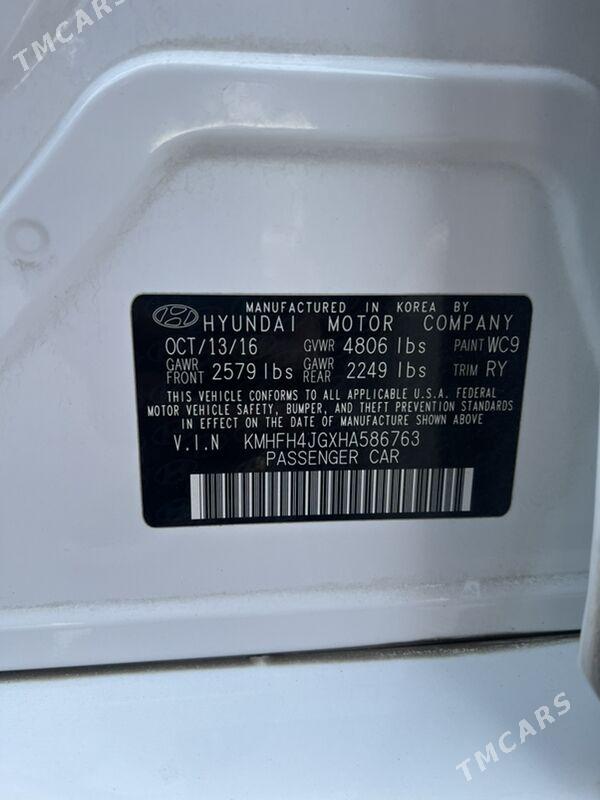 TMCARS
MANUFACTURED IN KOREA BY
HYUNDAI MOTOR COMPANY
OCT/13/16 GVWR 4806 lbs PAINT WC9
GAWR FRONT 2579 lbs GAWR REAR 2249 lbs TRIM RY
THIS VEHICLE CONFORMS TO ALL APPLICABLE U.S.A. FEDERAL
MOTOR VEHICLE SAFETY, BUMPER, AND THEFT PREVENTION STANDARDS
IN EFFECT ON THE DATE OF MANUFACTURE SHOWN ABOVE
V.I.N KMHFH4JGXHA586763
PASSENGER CAR
TMCARS